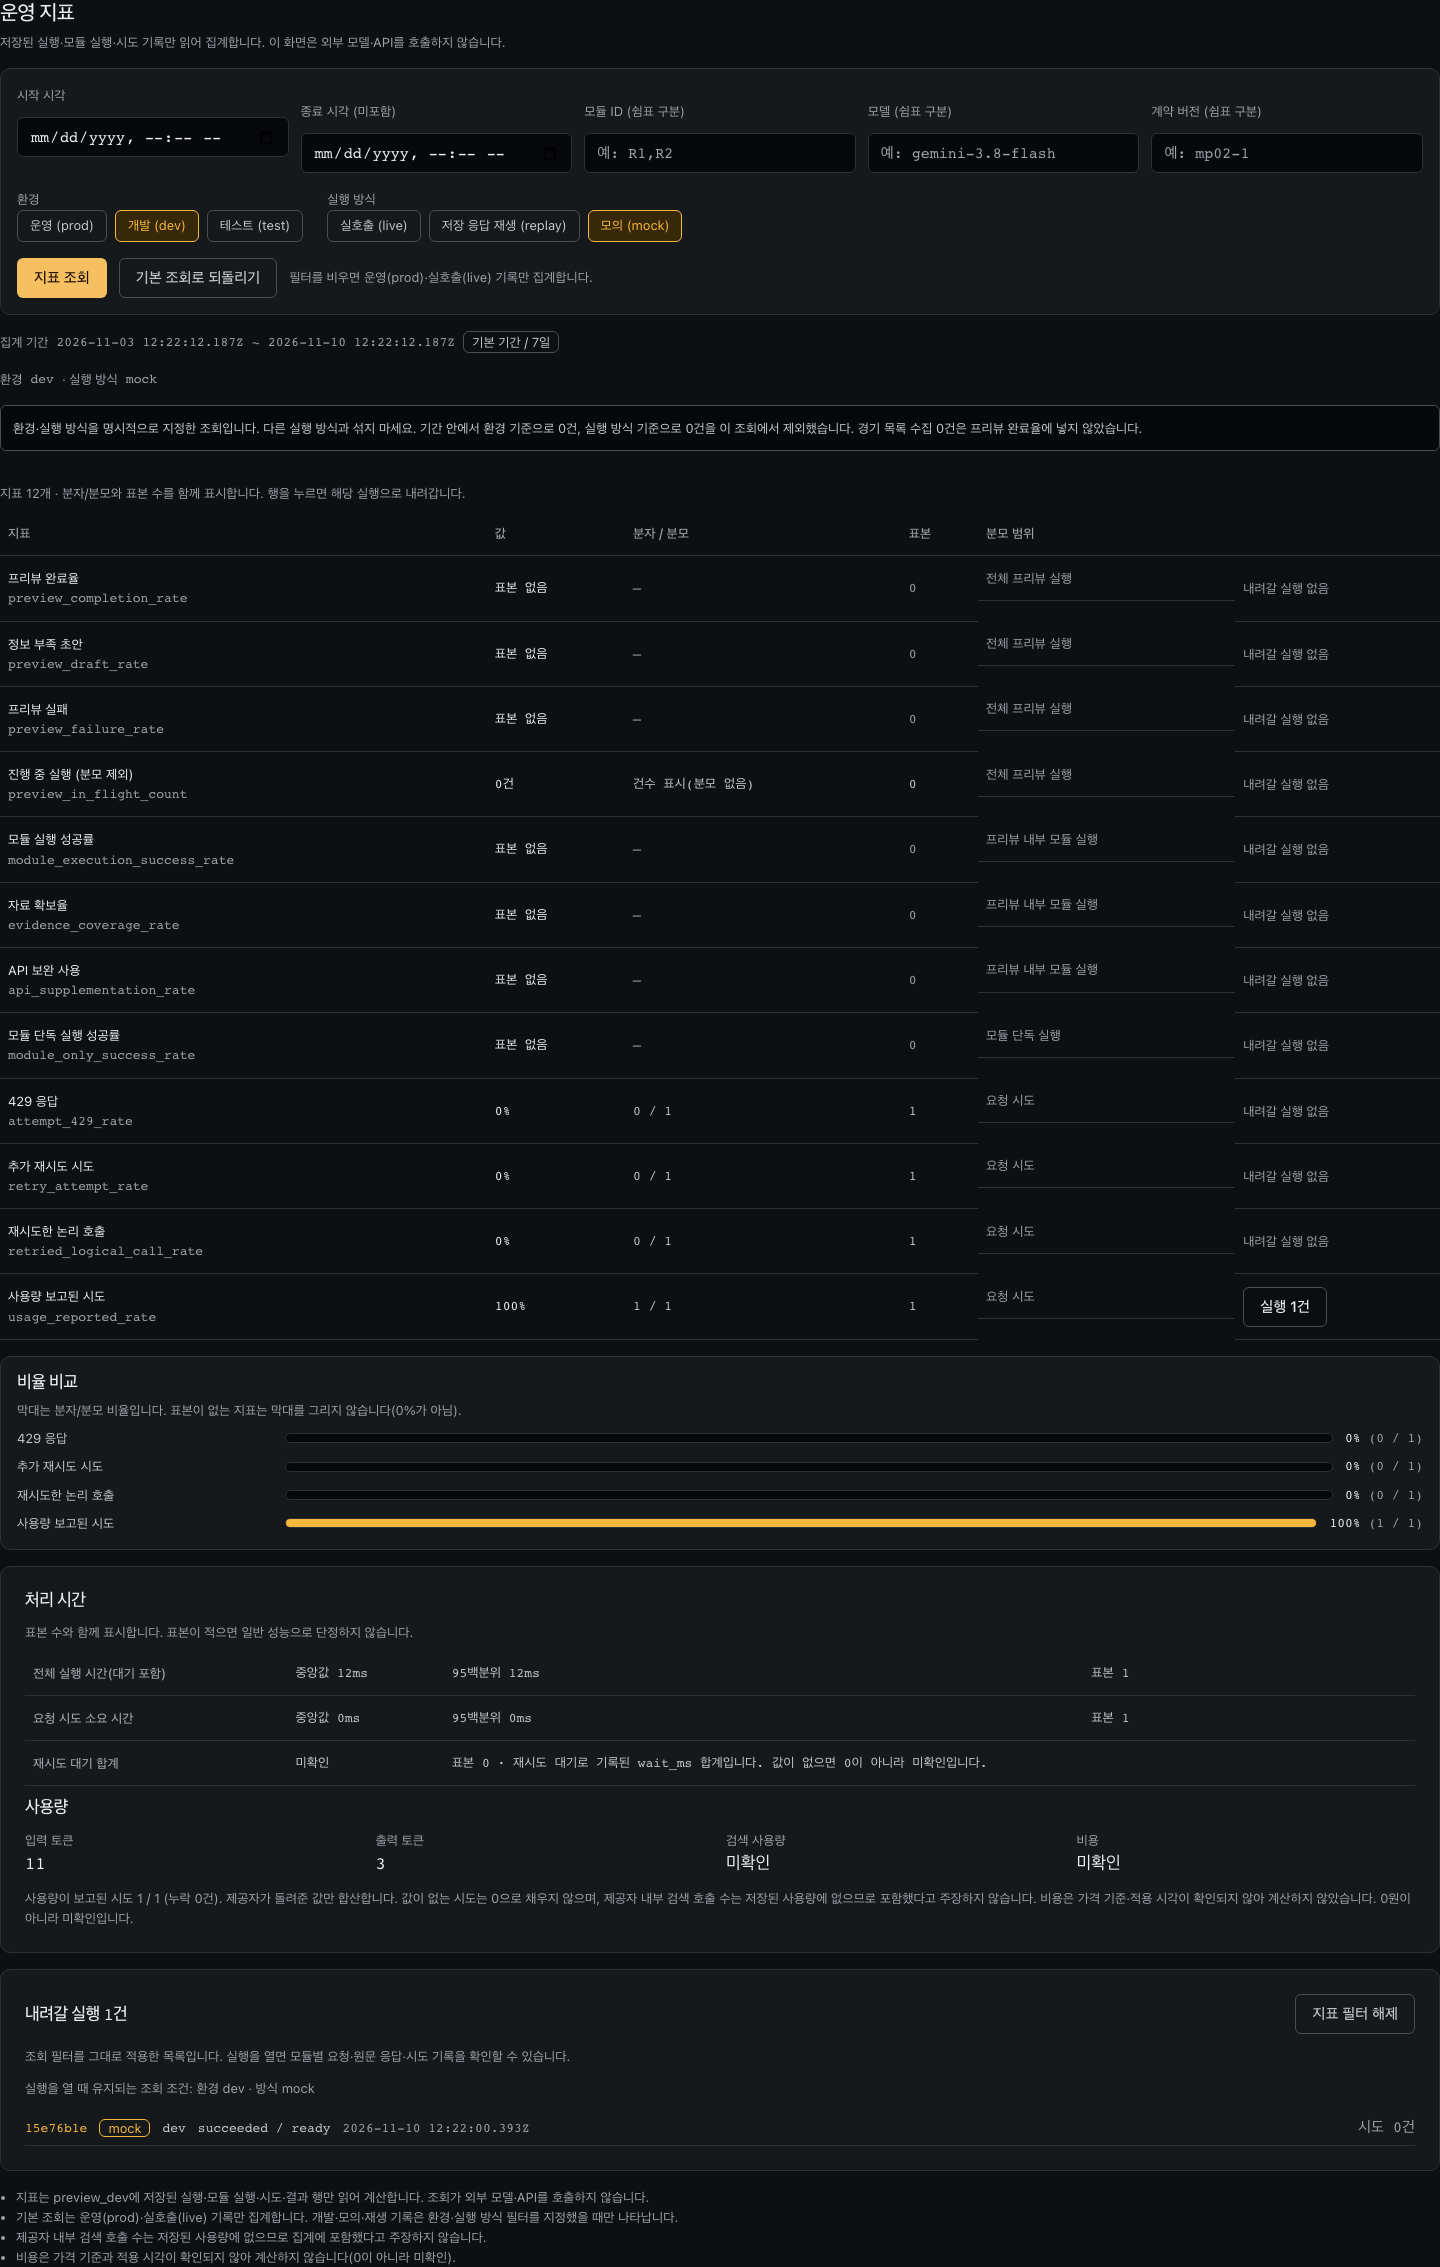 운영 지표
저장된 실행·모듈 실행·시도 기록만 읽어 집계합니다. 이 화면은 외부 모델·API를 호출하지 않습니다.
시작 시각
mm/dd/yyyy, --:-- --
종료 시각 (미포함)
mm/dd/yyyy, --:-- --
모듈 ID (쉼표 구분)
예: R1,R2
모델 (쉼표 구분)
예: gemini-3.8-flash
계약 버전 (쉼표 구분)
예: mp02-1
환경
운영 (prod) 개발 (dev) 테스트 (test)
실행 방식
실호출 (live) 저장 응답 재생 (replay) 모의 (mock)
지표 조회 기본 조회로 되돌리기 필터를 비우면 운영(prod)·실호출(live) 기록만 집계합니다.
집계 기간 2026-11-03 12:22:12.187Z ~ 2026-11-10 12:22:12.187Z 기본 기간 / 7일
환경 dev · 실행 방식 mock
환경·실행 방식을 명시적으로 지정한 조회입니다. 다른 실행 방식과 섞지 마세요. 기간 안에서 환경 기준으로 0건, 실행 방식 기준으로 0건을 이 조회에서 제외했습니다. 경기 목록 수집 0건은 프리뷰 완료율에 넣지 않았습니다.
지표 12개 · 분자/분모와 표본 수를 함께 표시합니다. 행을 누르면 해당 실행으로 내려갑니다.
지표 값 분자 / 분모 표본 분모 범위
프리뷰 완료율
preview_completion_rate
표본 없음 — 0 전체 프리뷰 실행 내려갈 실행 없음
정보 부족 초안
preview_draft_rate
표본 없음 — 0 전체 프리뷰 실행 내려갈 실행 없음
프리뷰 실패
preview_failure_rate
표본 없음 — 0 전체 프리뷰 실행 내려갈 실행 없음
진행 중 실행 (분모 제외)
preview_in_flight_count
0건 건수 표시(분모 없음) 0 전체 프리뷰 실행 내려갈 실행 없음
모듈 실행 성공률
module_execution_success_rate
표본 없음 — 0 프리뷰 내부 모듈 실행 내려갈 실행 없음
자료 확보율
evidence_coverage_rate
표본 없음 — 0 프리뷰 내부 모듈 실행 내려갈 실행 없음
API 보완 사용
api_supplementation_rate
표본 없음 — 0 프리뷰 내부 모듈 실행 내려갈 실행 없음
모듈 단독 실행 성공률
module_only_success_rate
표본 없음 — 0 모듈 단독 실행 내려갈 실행 없음
429 응답
attempt_429_rate
0% 0 / 1 1 요청 시도 내려갈 실행 없음
추가 재시도 시도
retry_attempt_rate
0% 0 / 1 1 요청 시도 내려갈 실행 없음
재시도한 논리 호출
retried_logical_call_rate
0% 0 / 1 1 요청 시도 내려갈 실행 없음
사용량 보고된 시도
usage_reported_rate
100% 1 / 1 1 요청 시도 실행 1건
비율 비교
막대는 분자/분모 비율입니다. 표본이 없는 지표는 막대를 그리지 않습니다(0%가 아님).
429 응답 0% (0 / 1)
추가 재시도 시도 0% (0 / 1)
재시도한 논리 호출 0% (0 / 1)
사용량 보고된 시도 100% (1 / 1)
처리 시간
표본 수와 함께 표시합니다. 표본이 적으면 일반 성능으로 단정하지 않습니다.
전체 실행 시간(대기 포함) 중앙값 12ms 95백분위 12ms 표본 1
요청 시도 소요 시간 중앙값 0ms 95백분위 0ms 표본 1
재시도 대기 합계 미확인 표본 0 · 재시도 대기로 기록된 wait_ms 합계입니다. 값이 없으면 0이 아니라 미확인입니다.
사용량
입력 토큰 출력 토큰 검색 사용량 비용
11 3 미확인 미확인
사용량이 보고된 시도 1 / 1 (누락 0건). 제공자가 돌려준 값만 합산합니다. 값이 없는 시도는 0으로 채우지 않으며, 제공자 내부 검색 호출 수는 저장된 사용량에 없으므로 포함했다고 주장하지 않습니다. 비용은 가격 기준·적용 시각이 확인되지 않아 계산하지 않았습니다. 0원이
아니라 미확인입니다.
내려갈 실행 1건 지표 필터 해제
조회 필터를 그대로 적용한 목록입니다. 실행을 열면 모듈별 요청·원문 응답·시도 기록을 확인할 수 있습니다.
실행을 열 때 유지되는 조회 조건: 환경 dev · 방식 mock
15e76b1e mock dev succeeded / ready 2026-11-10 12:22:00.393Z 시도 0건
• 지표는 preview_dev에 저장된 실행·모듈 실행·시도·결과 행만 읽어 계산합니다. 조회가 외부 모델·API를 호출하지 않습니다.
• 기본 조회는 운영(prod)·실호출(live) 기록만 집계합니다. 개발·모의·재생 기록은 환경·실행 방식 필터를 지정했을 때만 나타납니다.
• 제공자 내부 검색 호출 수는 저장된 사용량에 없으므로 집계에 포함했다고 주장하지 않습니다.
• 비용은 가격 기준과 적용 시각이 확인되지 않아 계산하지 않습니다(0이 아니라 미확인).